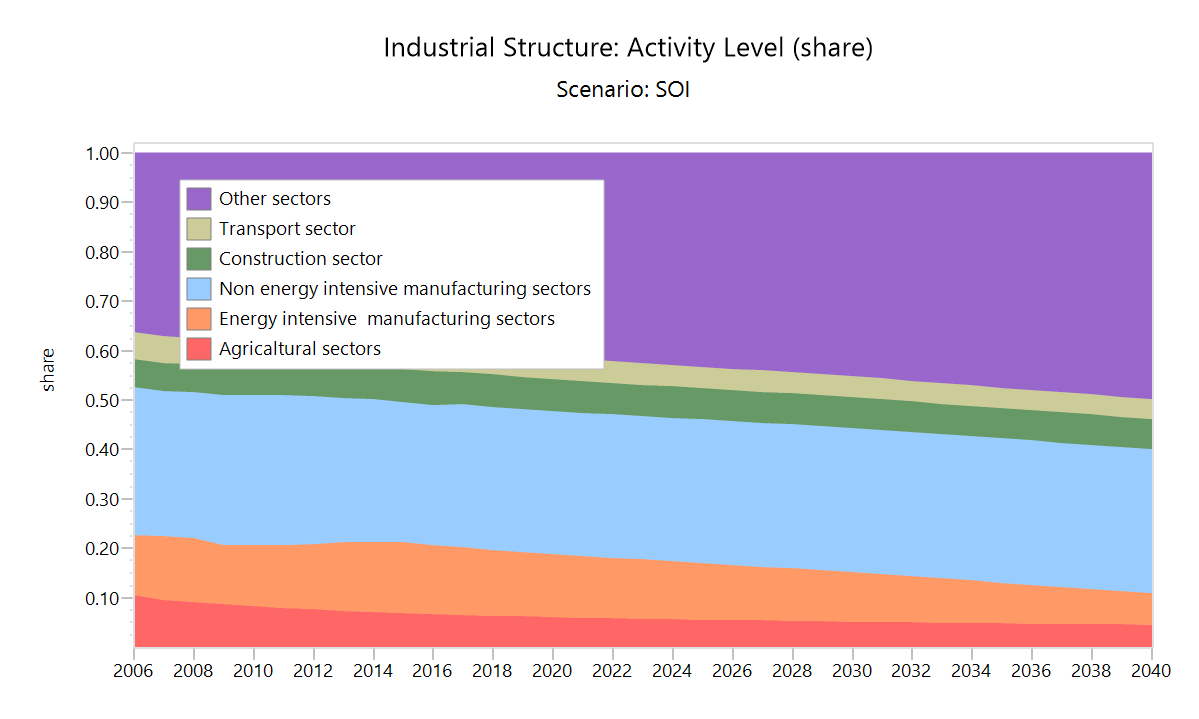 Industrial Structure: Activity Level (share)
Scenario: SOI
1.00
0.90
0.80
0.70
0.60
0.50
0.40
0.30
0.20
0.10
share
Other sectors
Transport sector
Construction sector
Non energy intensive manufacturing sectors
Energy intensive  manufacturing sectors
Agricaltural sectors
2006 2008 2010 2012 2014 2016 2018 2020 2022 2024 2026 2028 2030 2032 2034 2036 2038 2040